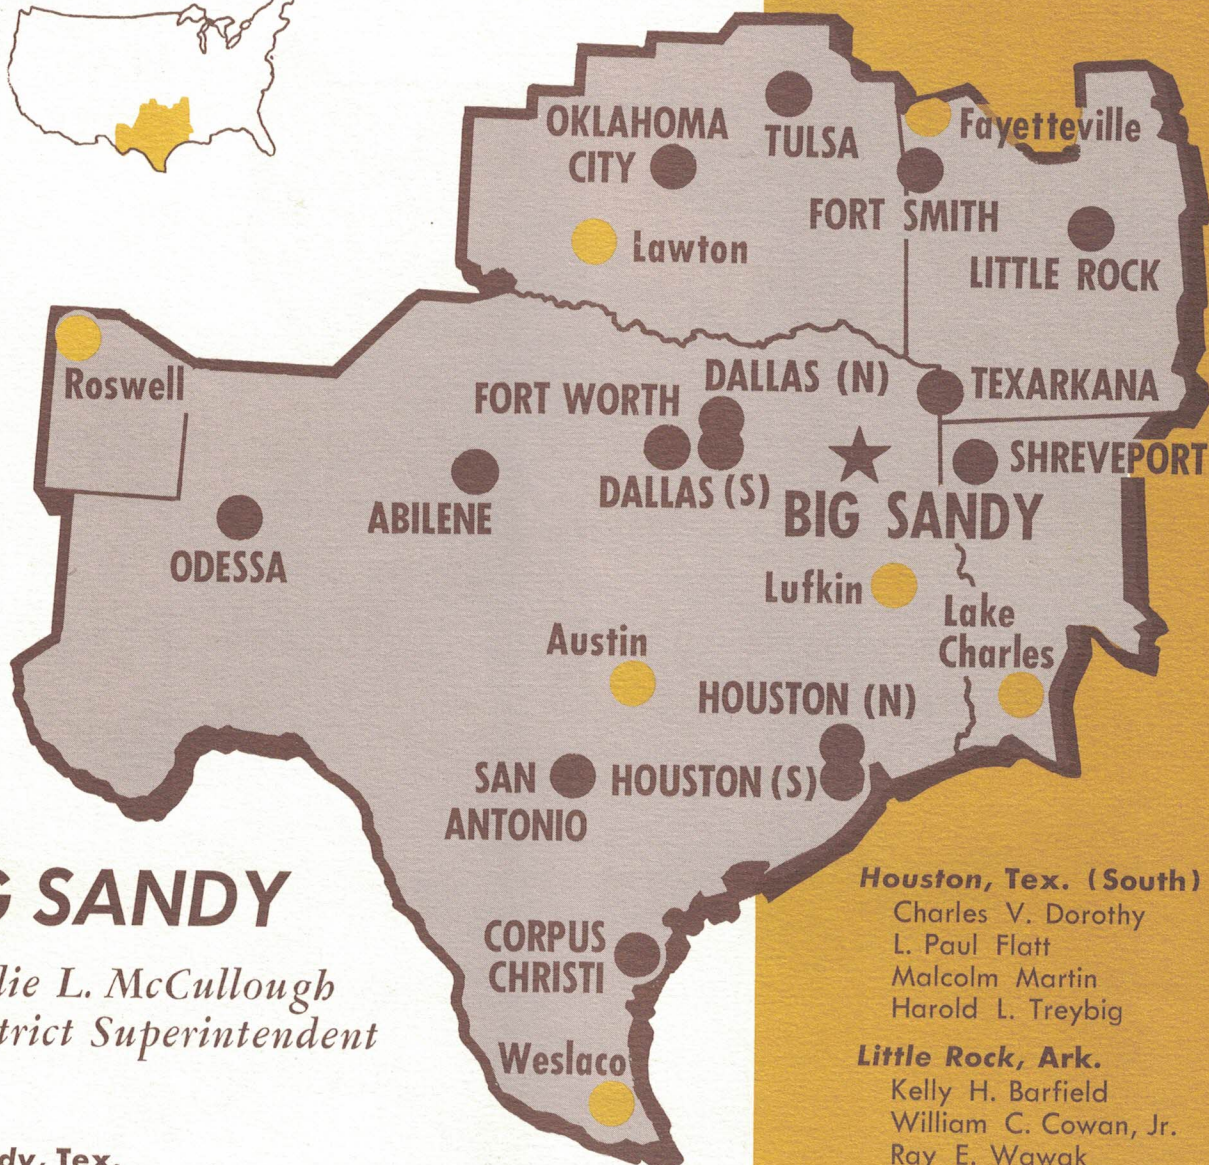 OKLAHOMA
CITY
TULSA
Fayetteville
FORT SMITH
Lawton
LITTLE ROCK
Roswell
DALLAS (N)
FORT WORTH
TEXARKANA
SHREVEPORT
DALLAS (S)
ABILENE
BIG SANDY
ODESSA
Lufkin
Lake
Charles
Austin
HOUSTON (N)
SAN
ANTONIO
HOUSTON (S)
CORPUS
CHRISTI
Weslaco
G SANDY
lie L. McCullough
trict Superintendent
dy, Tex.
Houston, Tex. (South)
Charles V. Dorothy
L. Paul Flatt
Malcolm Martin
Harold L. Treybig
Little Rock, Ark.
Kelly H. Barfield
William C. Cowan, Jr.
Ray E. Wawak